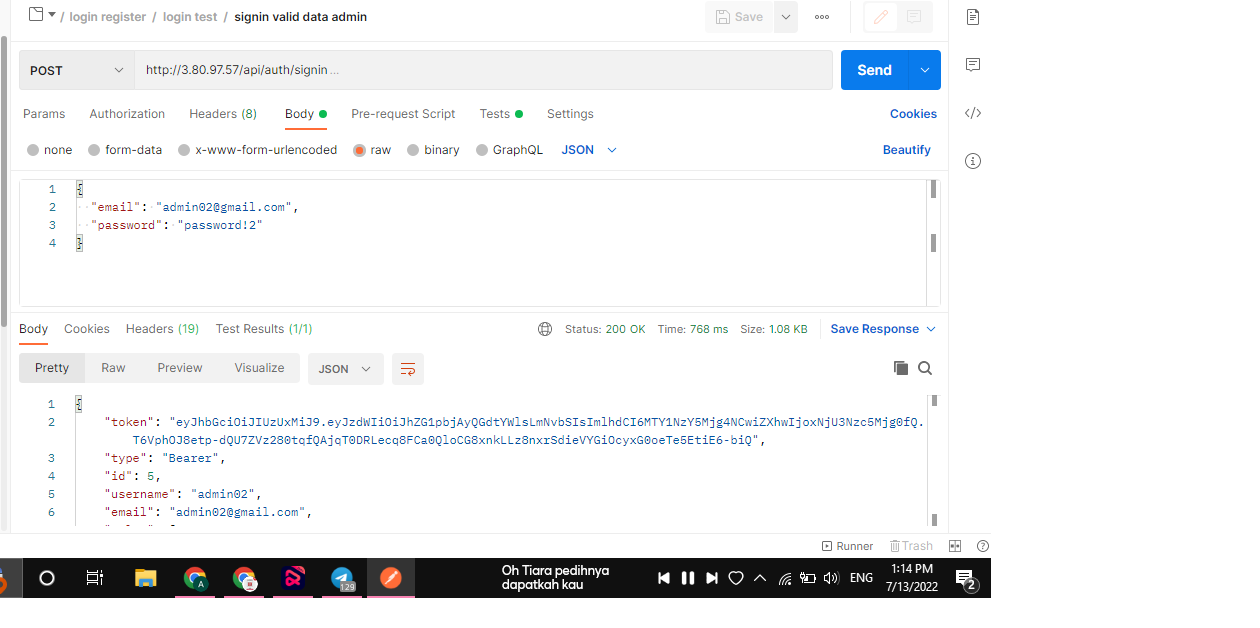 / login register / login test / signin valid data admin
Save
POST
http://3.80.97.57/api/auth/signin ...
Send
Params Authorization Headers (8) Body Pre-request Script Tests Settings Cookies
none form-data x-www-form-urlencoded raw binary GraphQL JSON Beautify
1 {
2 "email": "admin02@gmail.com",
3 "password": "password!2"
4 }
Body Cookies Headers (19) Test Results (1/1) Status: 200 OK Time: 768 ms Size: 1.08 KB Save Response
Pretty Raw Preview Visualize JSON
1 {
2 "token": "eyJhbGciOiJIUzUxMiJ9.eyJzdWIiOiJhZG1pbjAyQGdtYWlsLmNvbSIsImlhdCI6MTY1NzY5Mjg4NCwiZXhwIjoxNjU3Nzc5Mjg0fQ.
T6VphOJ8etp-dQU7ZVz280tqfQAjqT0DRLecq8FCa0QloCG8xnkLLz8nxrSdieVYGiOcyxG0oeTe5EtiE6-biQ",
3 "type": "Bearer",
4 "id": 5,
5 "username": "admin02",
6 "email": "admin02@gmail.com",
Runner Trash
A
129
Oh Tiara pedihnya
dapatkah kau
ENG
1:14 PM
7/13/2022
2